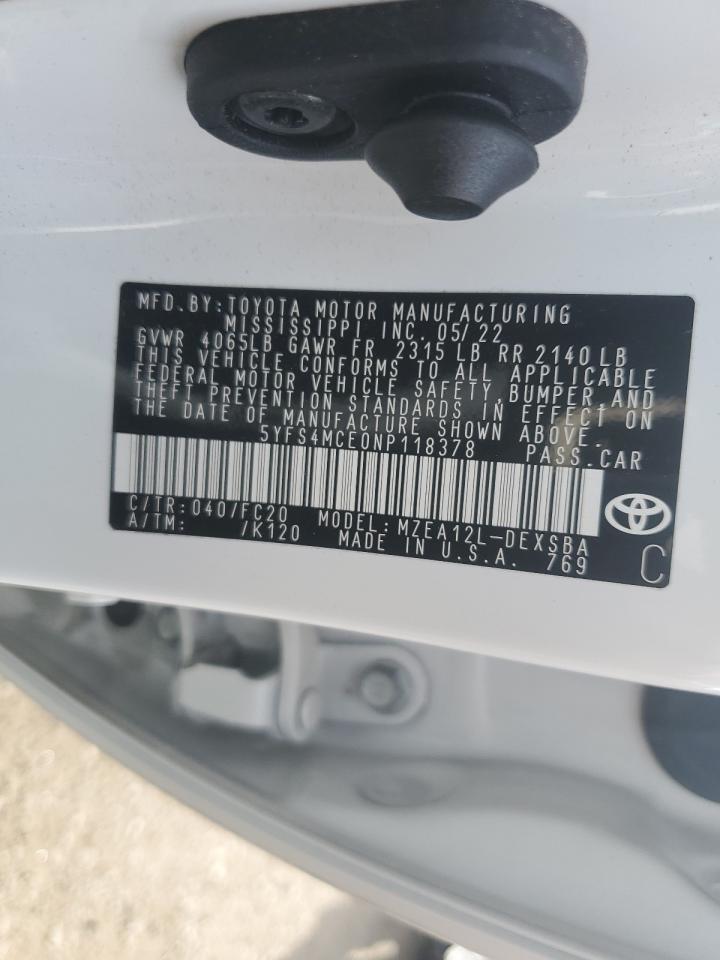 MFD. BY: TOYOTA MOTOR MANUFACTURING
MISSISSIPPI INC. 05/22
GVWR 4065LB GAWR FR 2315 LB RR 2140 LB
THIS VEHICLE CONFORMS TO ALL APPLICABLE
FEDERAL MOTOR VEHICLE SAFETY, BUMPER, AND
THEFT PREVENTION STANDARDS IN EFFECT ON
THE DATE OF MANUFACTURE SHOWN ABOVE.
5YFS4MCE0NP118378 PASS. CAR
C/TR: 040/FC20 MODEL: MZEA12L-DEXSBA
A/TM: /K120 MADE IN U.S.A. 769
C